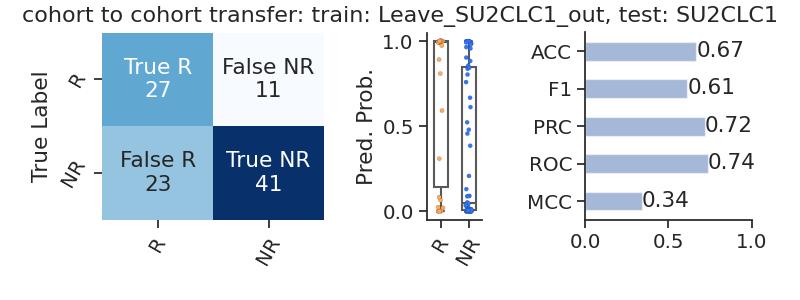 cohort to cohort transfer: train: Leave_SU2CLC1_out, test: SU2CLC1
True Label
R
NR
True R
27
False NR
11
False R
23
True NR
41
R
NR
Pred. Prob.
1.0
0.5
0.0
R
NR
ACC
F1
PRC
ROC
MCC
0.67
0.61
0.72
0.74
0.34
0.0
0.5
1.0